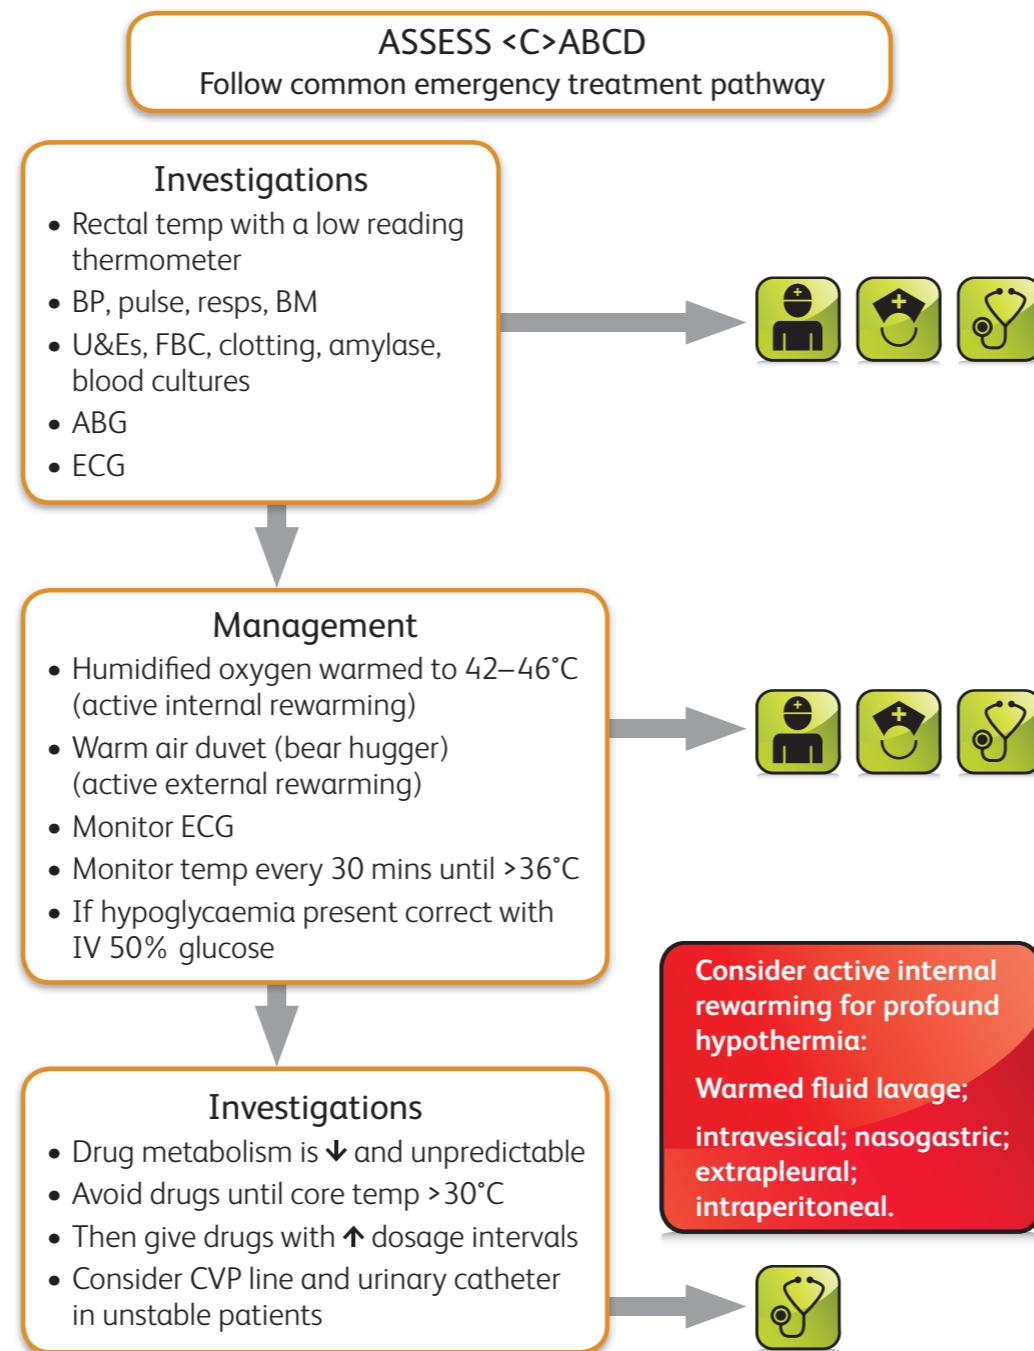 ASSESS <C>ABCD
Follow common emergency treatment pathway
Investigations
• Rectal temp with a low reading
thermometer
• BP, pulse, resps, BM
• U&Es, FBC, clotting, amylase,
blood cultures
• ABG
• ECG
Management
• Humidified oxygen warmed to 42–46°C
(active internal rewarming)
• Warm air duvet (bear hugger)
(active external rewarming)
• Monitor ECG
• Monitor temp every 30 mins until >36°C
• If hypoglycaemia present correct with
IV 50% glucose
Consider active internal
rewarming for profound
hypothermia:
Warmed fluid lavage;
intravesical; nasogastric;
extrapleural;
intraperitoneal.
Investigations
• Drug metabolism is ↓ and unpredictable
• Avoid drugs until core temp >30°C
• Then give drugs with ↑ dosage intervals
• Consider CVP line and urinary catheter
in unstable patients